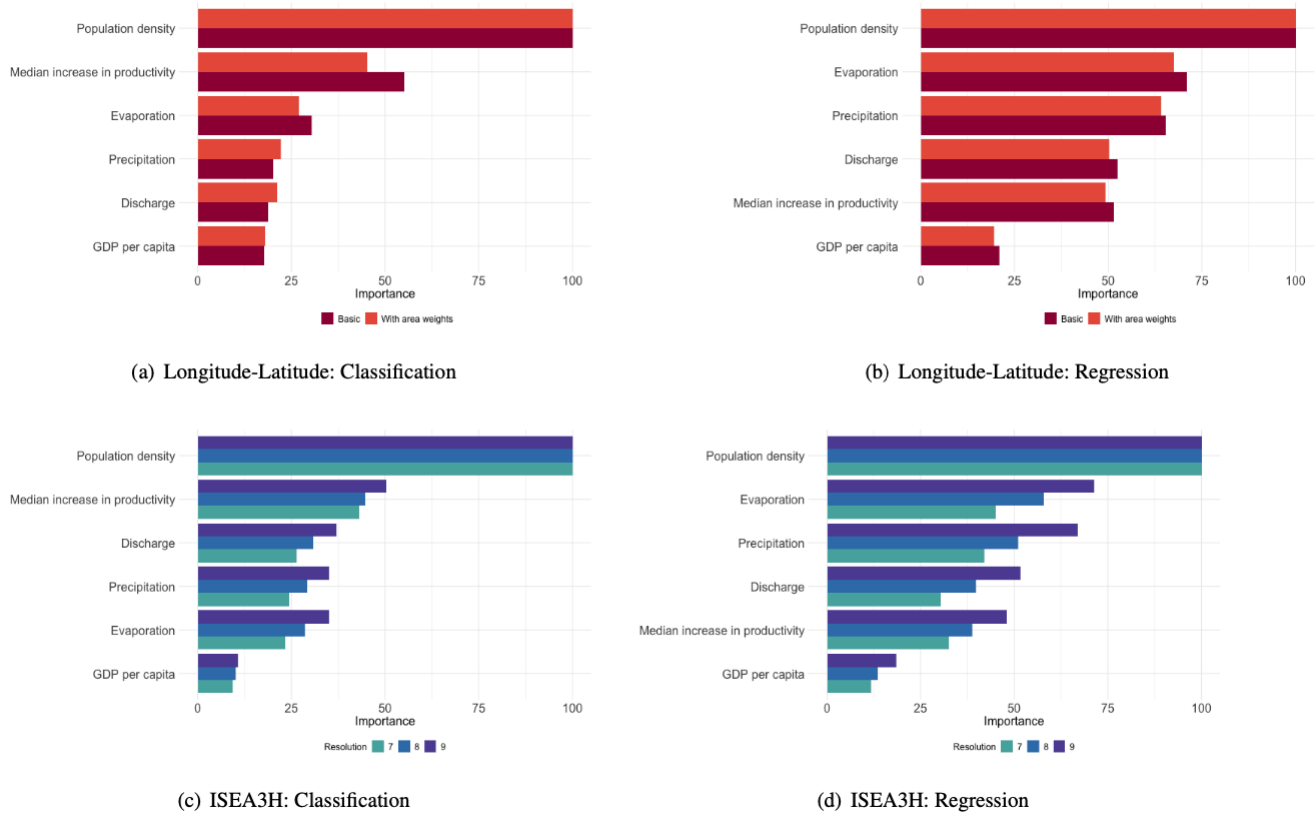 Population density
Median increase in productivity
Evaporation
Precipitation
Discharge
GDP per capita
0 25 50 75 100
Importance
Basic With area weights
(a) Longitude-Latitude: Classification
Population density
Evaporation
Precipitation
Discharge
Median increase in productivity
GDP per capita
0 25 50 75 100
Importance
Basic With area weights
(b) Longitude-Latitude: Regression
Population density
Median increase in productivity
Discharge
Precipitation
Evaporation
GDP per capita
0 25 50 75 100
Importance
Resolution 7 8 9
(c) ISEA3H: Classification
Population density
Evaporation
Precipitation
Discharge
Median increase in productivity
GDP per capita
0 25 50 75 100
Importance
Resolution 7 8 9
(d) ISEA3H: Regression